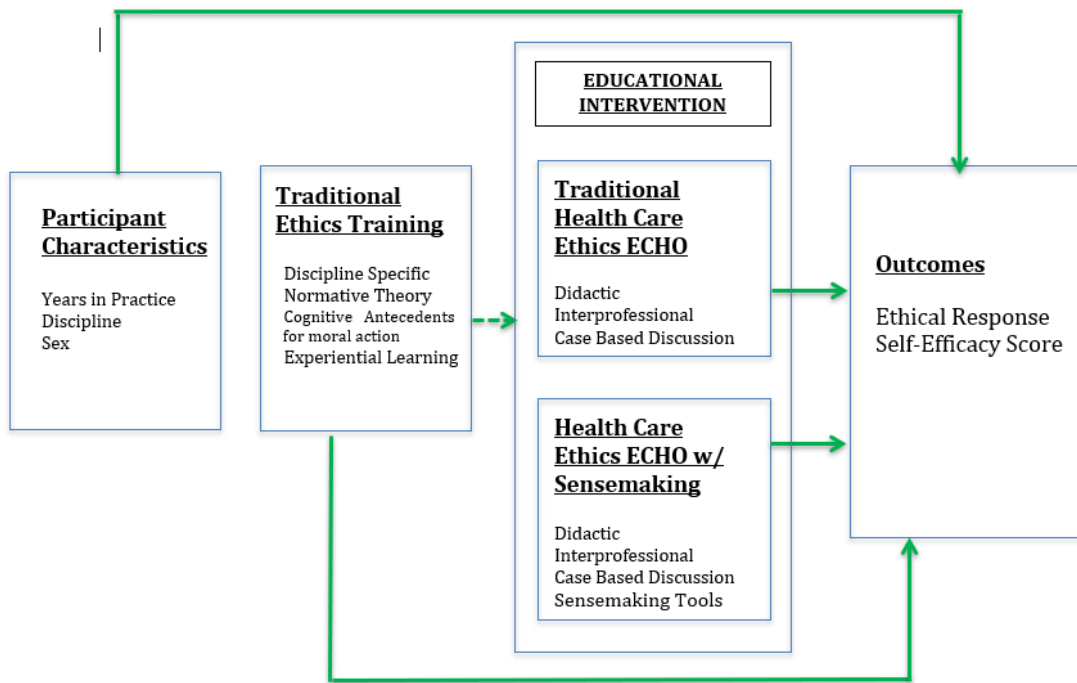 EDUCATIONAL
INTERVENTION
Participant
Characteristics
Years in Practice
Discipline
Sex
Traditional
Ethics Training
Discipline Specific
Normative Theory
Cognitive Antecedents
for moral action
Experiential Learning
Traditional
Health Care
Ethics ECHO
Didactic
Interprofessional
Case Based Discussion
Health Care
Ethics ECHO w/
Sensemaking
Didactic
Interprofessional
Case Based Discussion
Sensemaking Tools
Outcomes
Ethical Response
Self-Efficacy Score